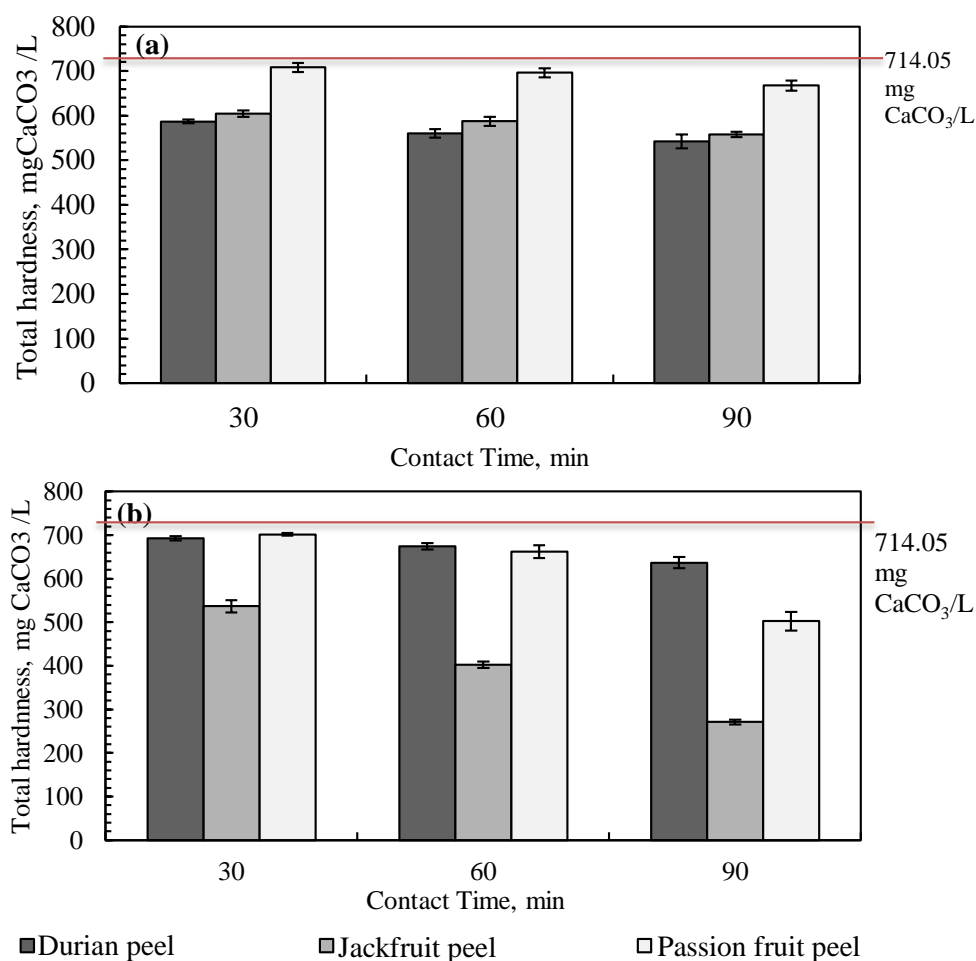 (a)
Total hardness, mgCaCO3 /L
800
700
600
500
400
300
200
100
0
714.05
mg
CaCO₃/L
30 60 90
Contact Time, min
(b)
Total hardnness, mg CaCO3 /L
800
700
600
500
400
300
200
100
0
714.05
mg
CaCO₃/L
30 60 90
Contact Time, min
Durian peel Jackfruit peel Passion fruit peel